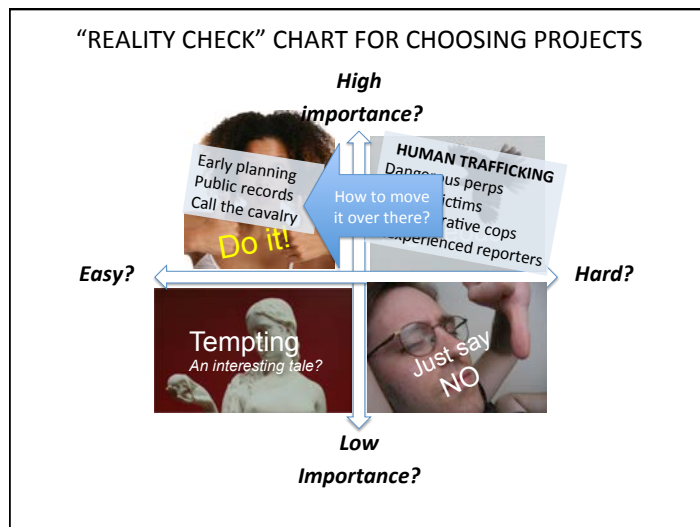 “REALITY CHECK” CHART FOR CHOOSING PROJECTS
High
importance?
Early planning
Public records
Call the cavalry
Do it!
How to move
it over there?
HUMAN TRAFFICKING
Dangerous perps
cops
reporters
Easy?
Hard?
Tempting
An interesting tale?
Just say
NO
Low
Importance?